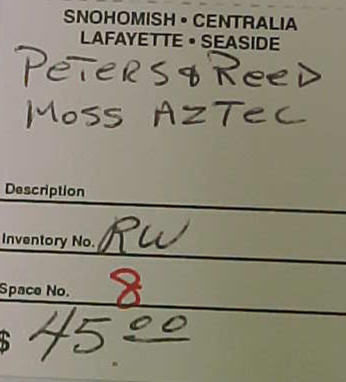 SNOHOMISH • CENTRALIA
LAFAYETTE • SEASIDE
PETERS & REED
MOSS AZTEC
Description
Inventory No. RW
Space No. 8
$ 45.00